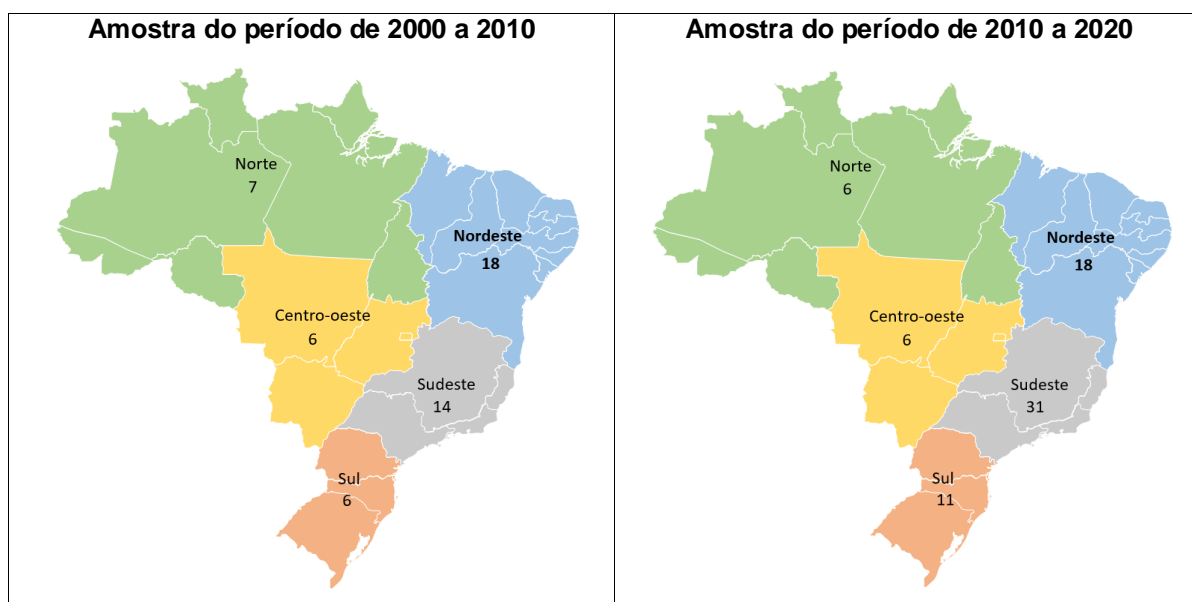 Amostra do período de 2000 a 2010
Norte
7
Nordeste
18
Centro-oeste
6
Sudeste
14
Sul
6
Amostra do período de 2010 a 2020
Norte
6
Nordeste
18
Centro-oeste
6
Sudeste
31
Sul
11